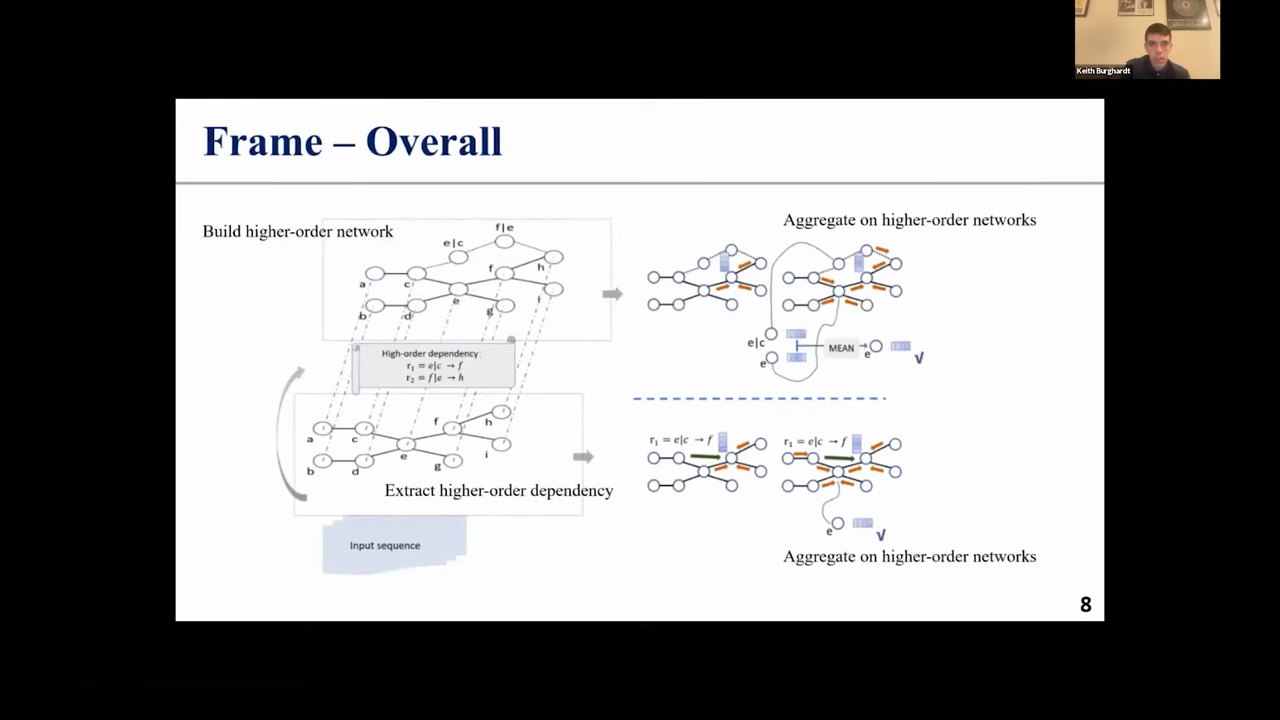 Keith Burghardt
Frame – Overall
Build higher-order network
f|e
e|c
f
h
a
c
e
i
b
d
g
High-order dependency:
r₁ = e|c → f
r₂ = f|e → h
f
h
a
c
e
i
b
d
g
Extract higher-order dependency
Input sequence
Aggregate on higher-order networks
e|c
e
MEAN
e
√
r₁ = e|c → f
r₁ = e|c → f
e
√
Aggregate on higher-order networks
8